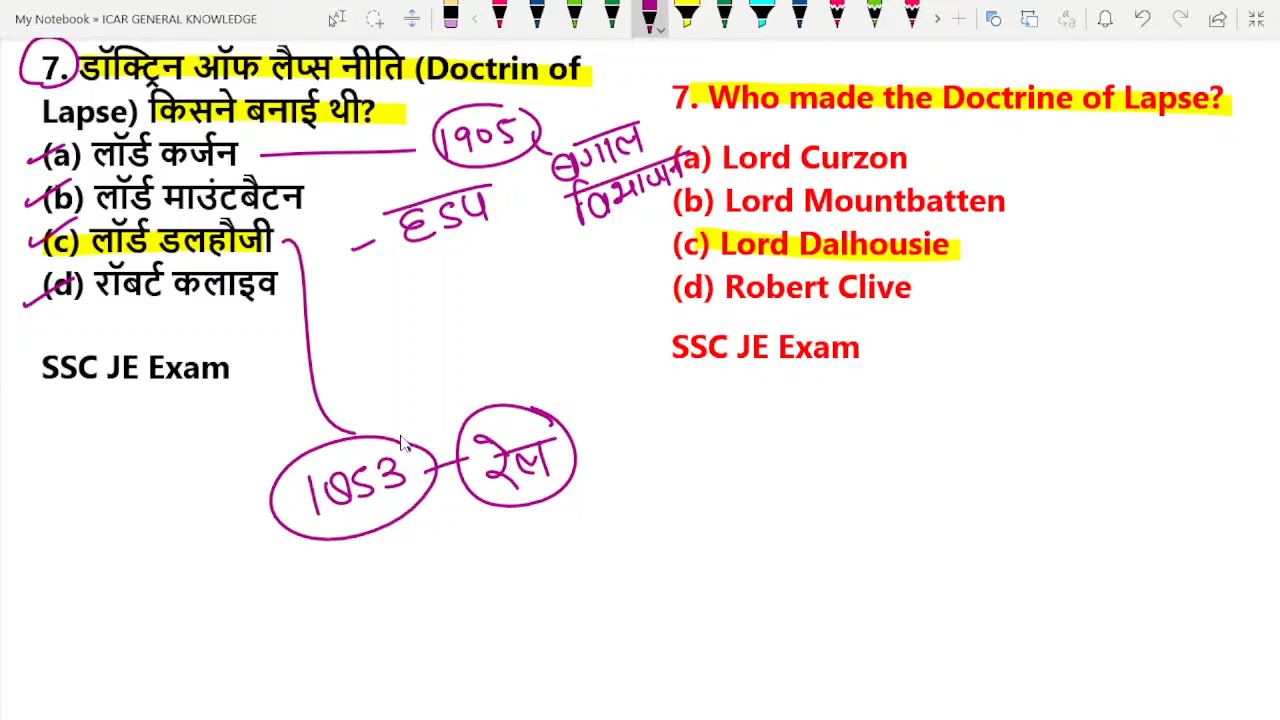 My Notebook » ICAR GENERAL KNOWLEDGE
7. डॉक्ट्रिन ऑफ लैप्स नीति (Doctrin of
Lapse) किसने बनाई थी?
(a) लॉर्ड कर्जन
(b) लॉर्ड माउंटबैटन
(c) लॉर्ड डलहौजी
(d) रॉबर्ट कलाइव
SSC JE Exam
1905
बगाल
विभाजन
हडप
1853
रेल
7. Who made the Doctrine of Lapse?
(a) Lord Curzon
(b) Lord Mountbatten
(c) Lord Dalhousie
(d) Robert Clive
SSC JE Exam